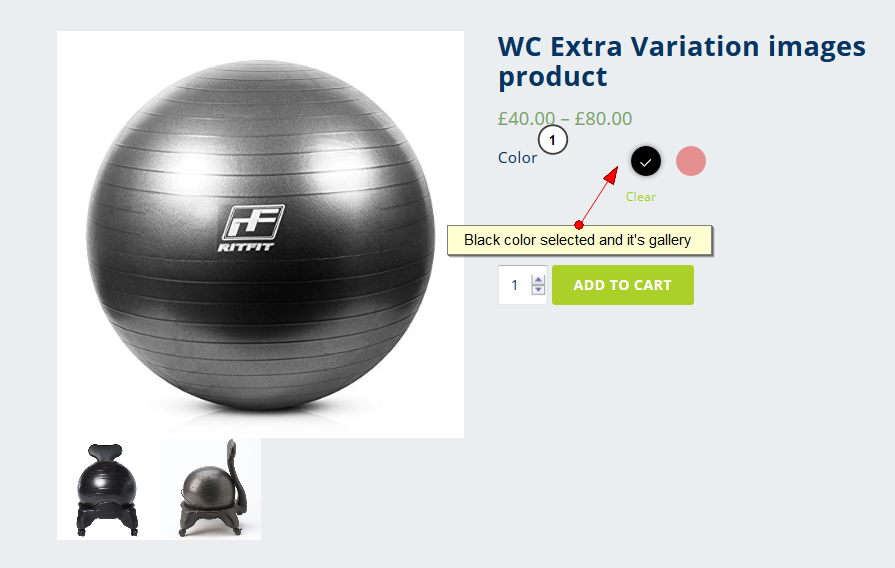 WC Extra Variation images
product
£40.00 – £80.00
1
Color
Clear
Black color selected and it's gallery
RITFIT
1
ADD TO CART